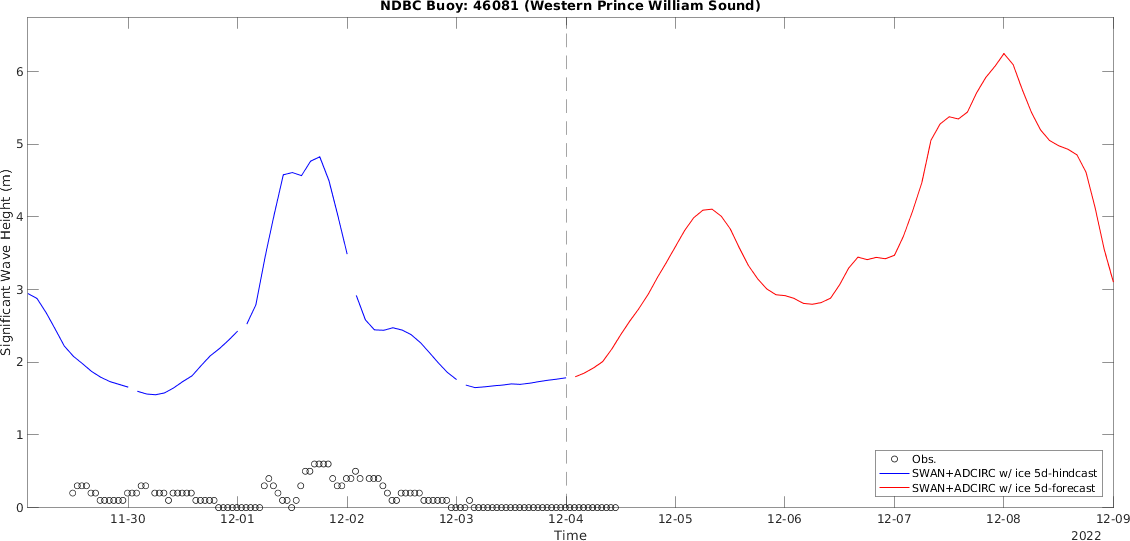 NDBC Buoy: 46081 (Western Prince William Sound)
Significant Wave Height (m)
6
5
4
3
2
1
0
Obs.
SWAN+ADCIRC w/ ice 5d-hindcast
SWAN+ADCIRC w/ ice 5d-forecast
11-30 12-01 12-02 12-03 12-04 12-05 12-06 12-07 12-08 12-09
Time
2022